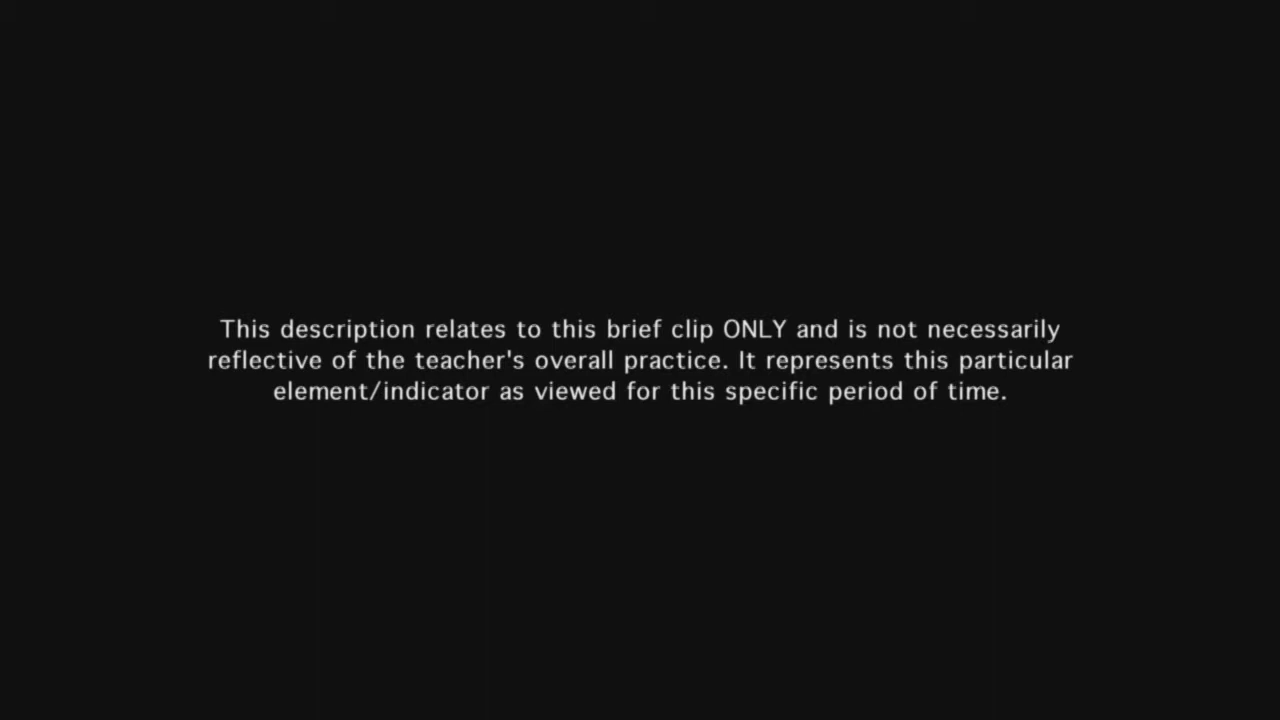 This description relates to this brief clip ONLY and is not necessarily
reflective of the teacher's overall practice. It represents this particular
element/indicator as viewed for this specific period of time.